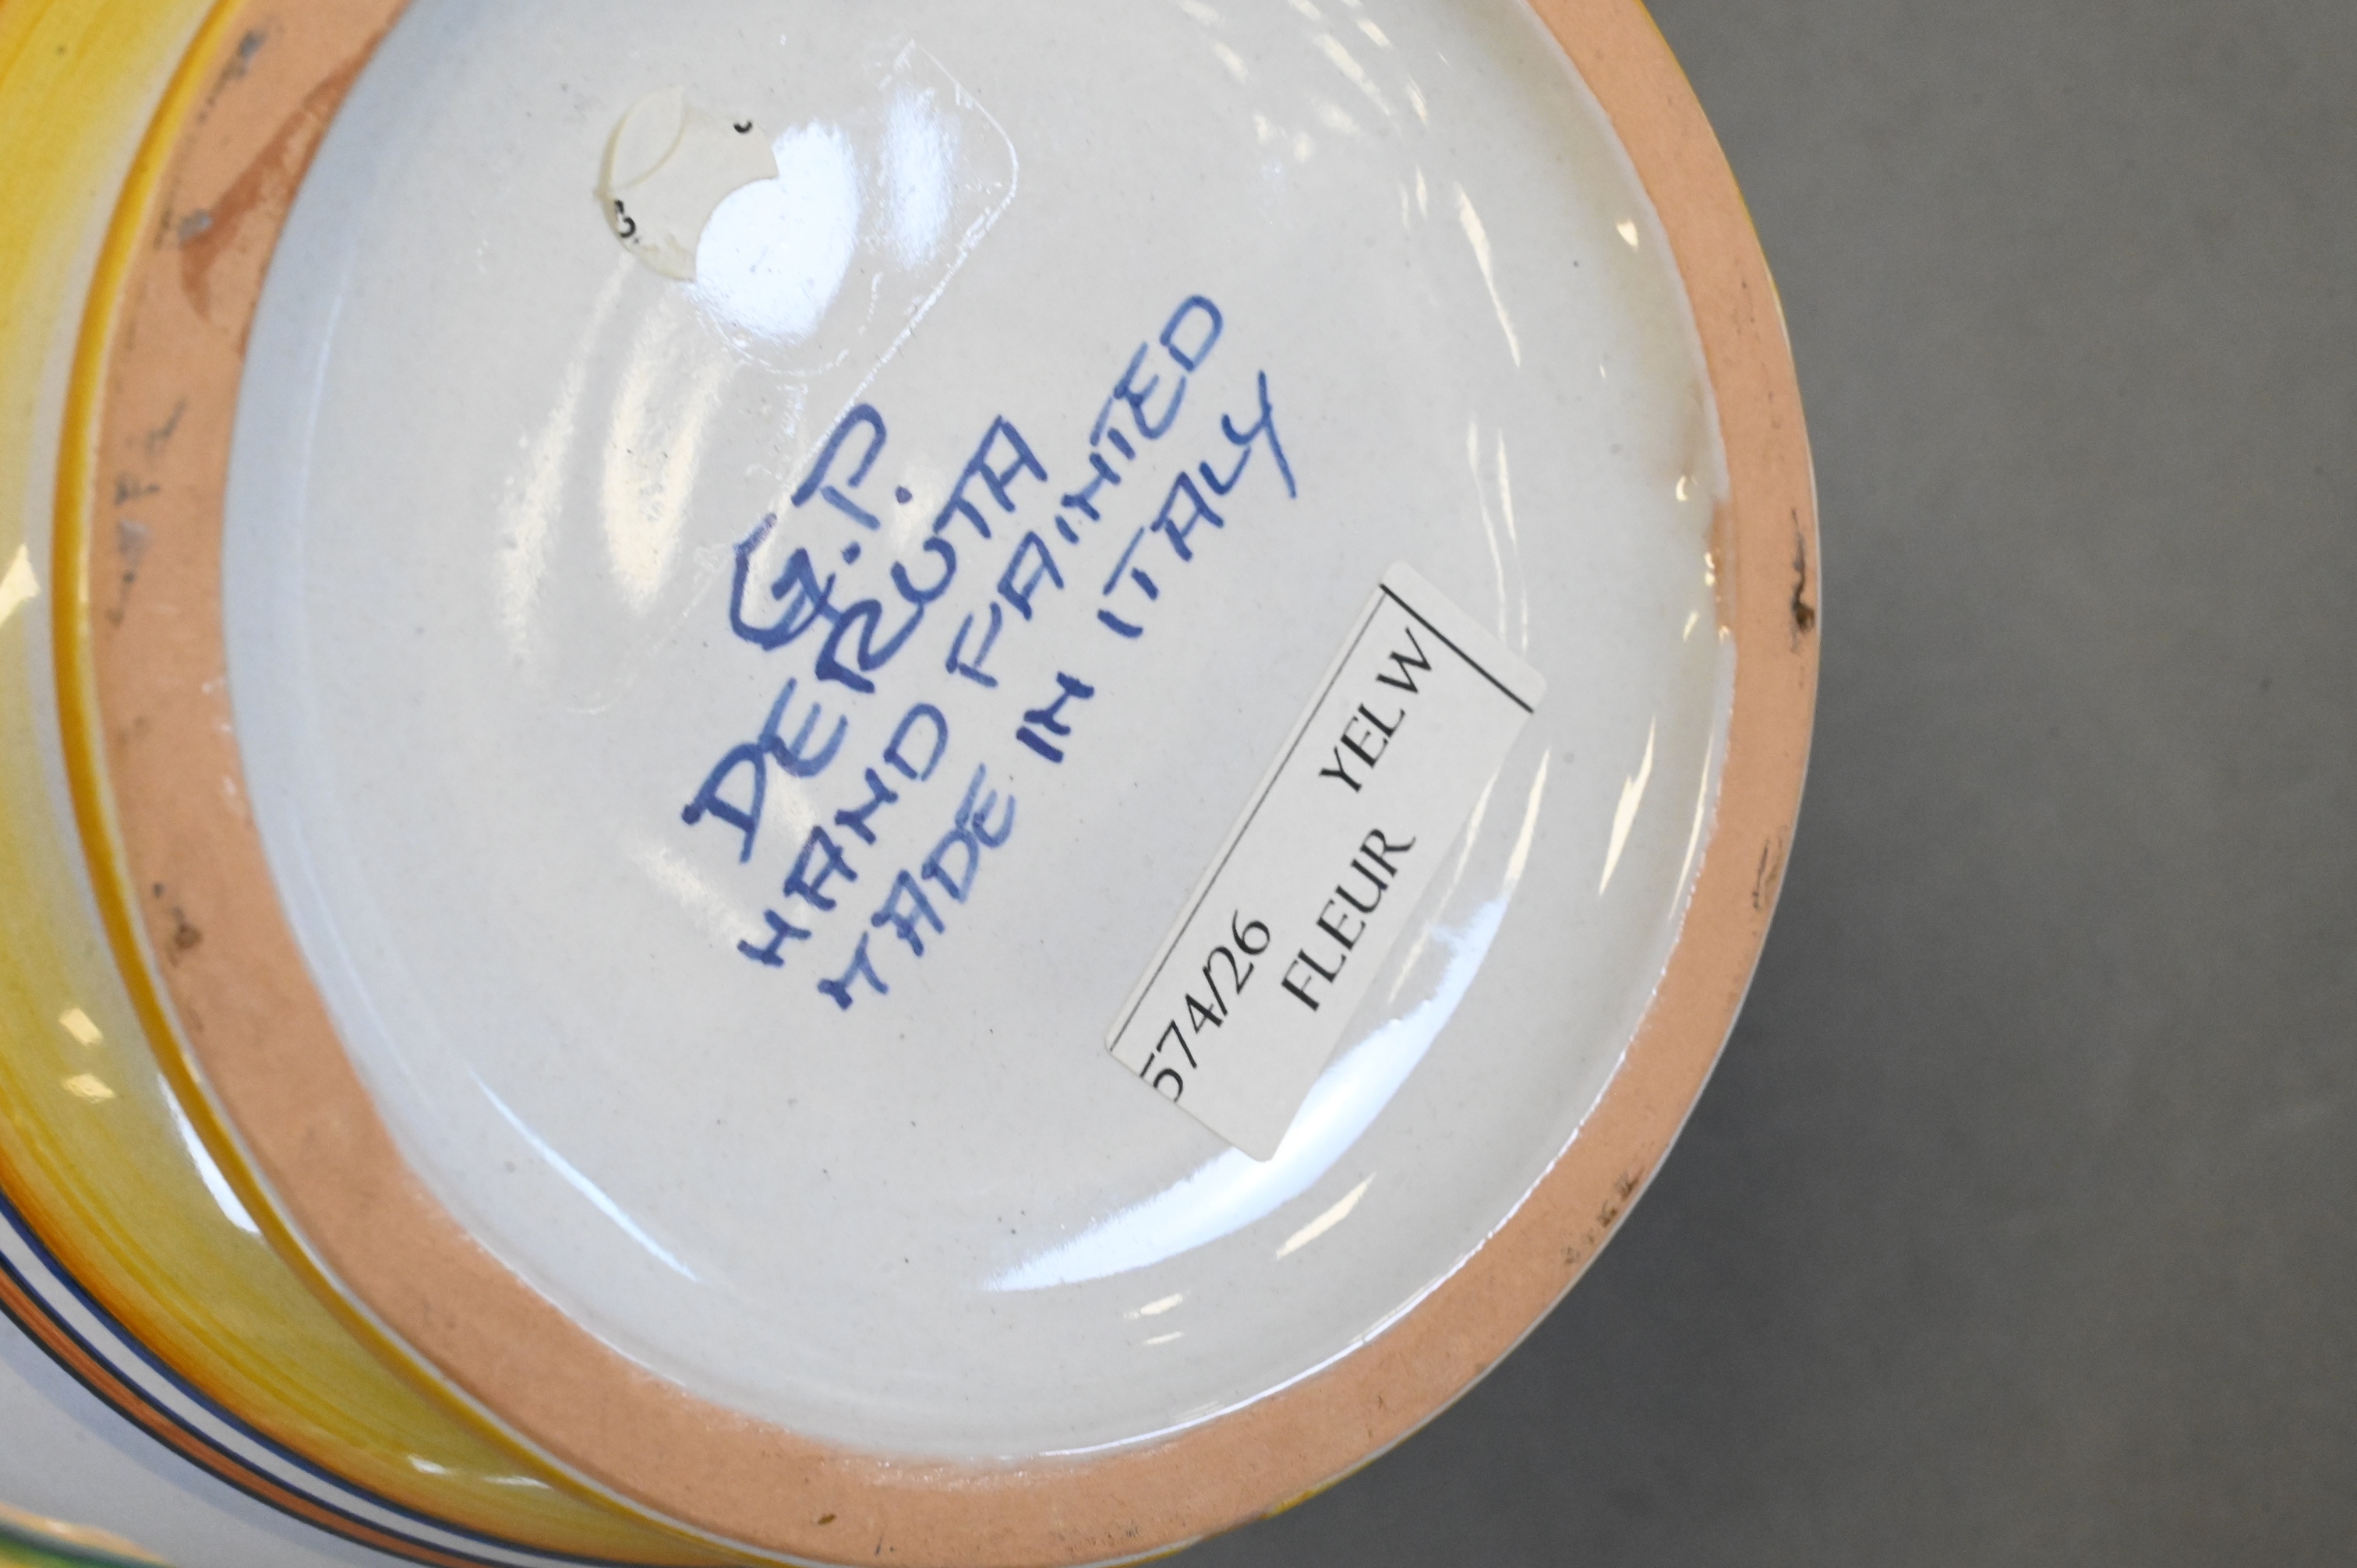 G.P.
DERUTA
HAND PAINTED
MADE IN ITALY
574/26
FLEUR YELW